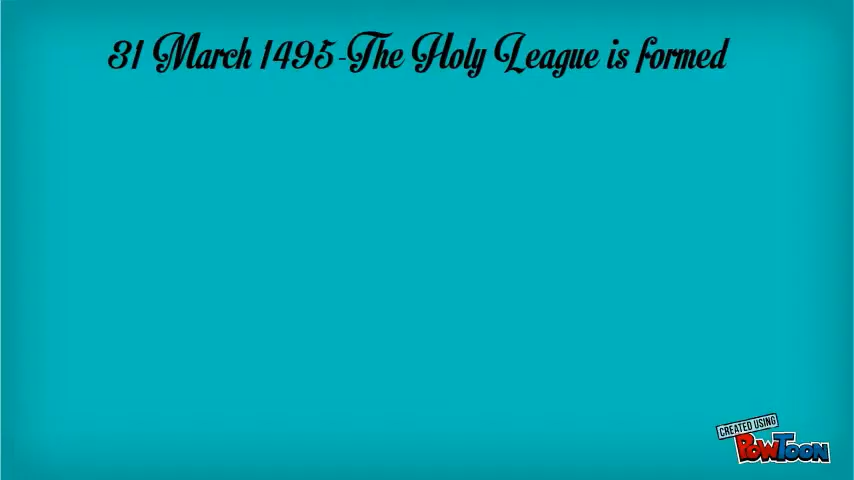 31 March 1495-The Holy League is formed
CREATED USING
POWTOON